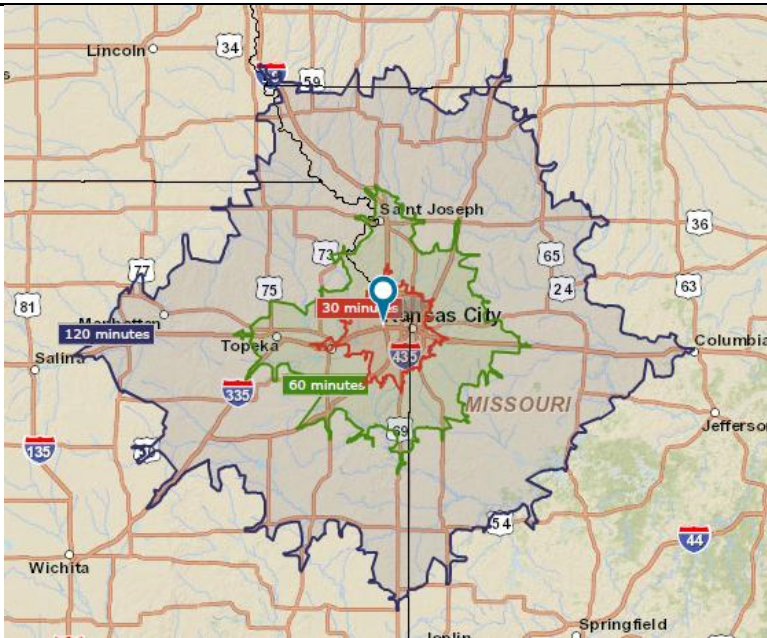 Lincoln
34
59
Saint Joseph
36
73
77
65
24
63
75
81
30 minutes
Kansas City
120 minutes
Topeka
435
Columbia
Salina
60 minutes
335
MISSOURI
69
Jefferson
135
54
44
Wichita
Springfield